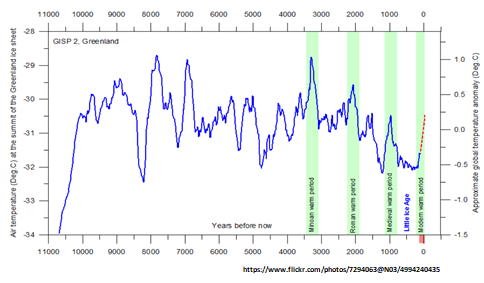 11000 10000 9000 8000 7000 6000 5000 4000 3000 2000 1000 0
GISP 2, Greenland
Air temperature (Deg C) at the summit of the Greenland ice sheet
-28
-29
-30
-31
-32
-33
-34
1.0
0.5
0.0
-0.5
-1.0
-1.5
Approximate global temperature anomaly (Deg C)
Minoan warm period
Roman warm period
Medieval warm period
Little Ice Age
Modern warm period
Years before now
11000 10000 9000 8000 7000 6000 5000 4000 3000 2000 1000 0
https://www.flickr.com/photos/7294063@N03/4994240435